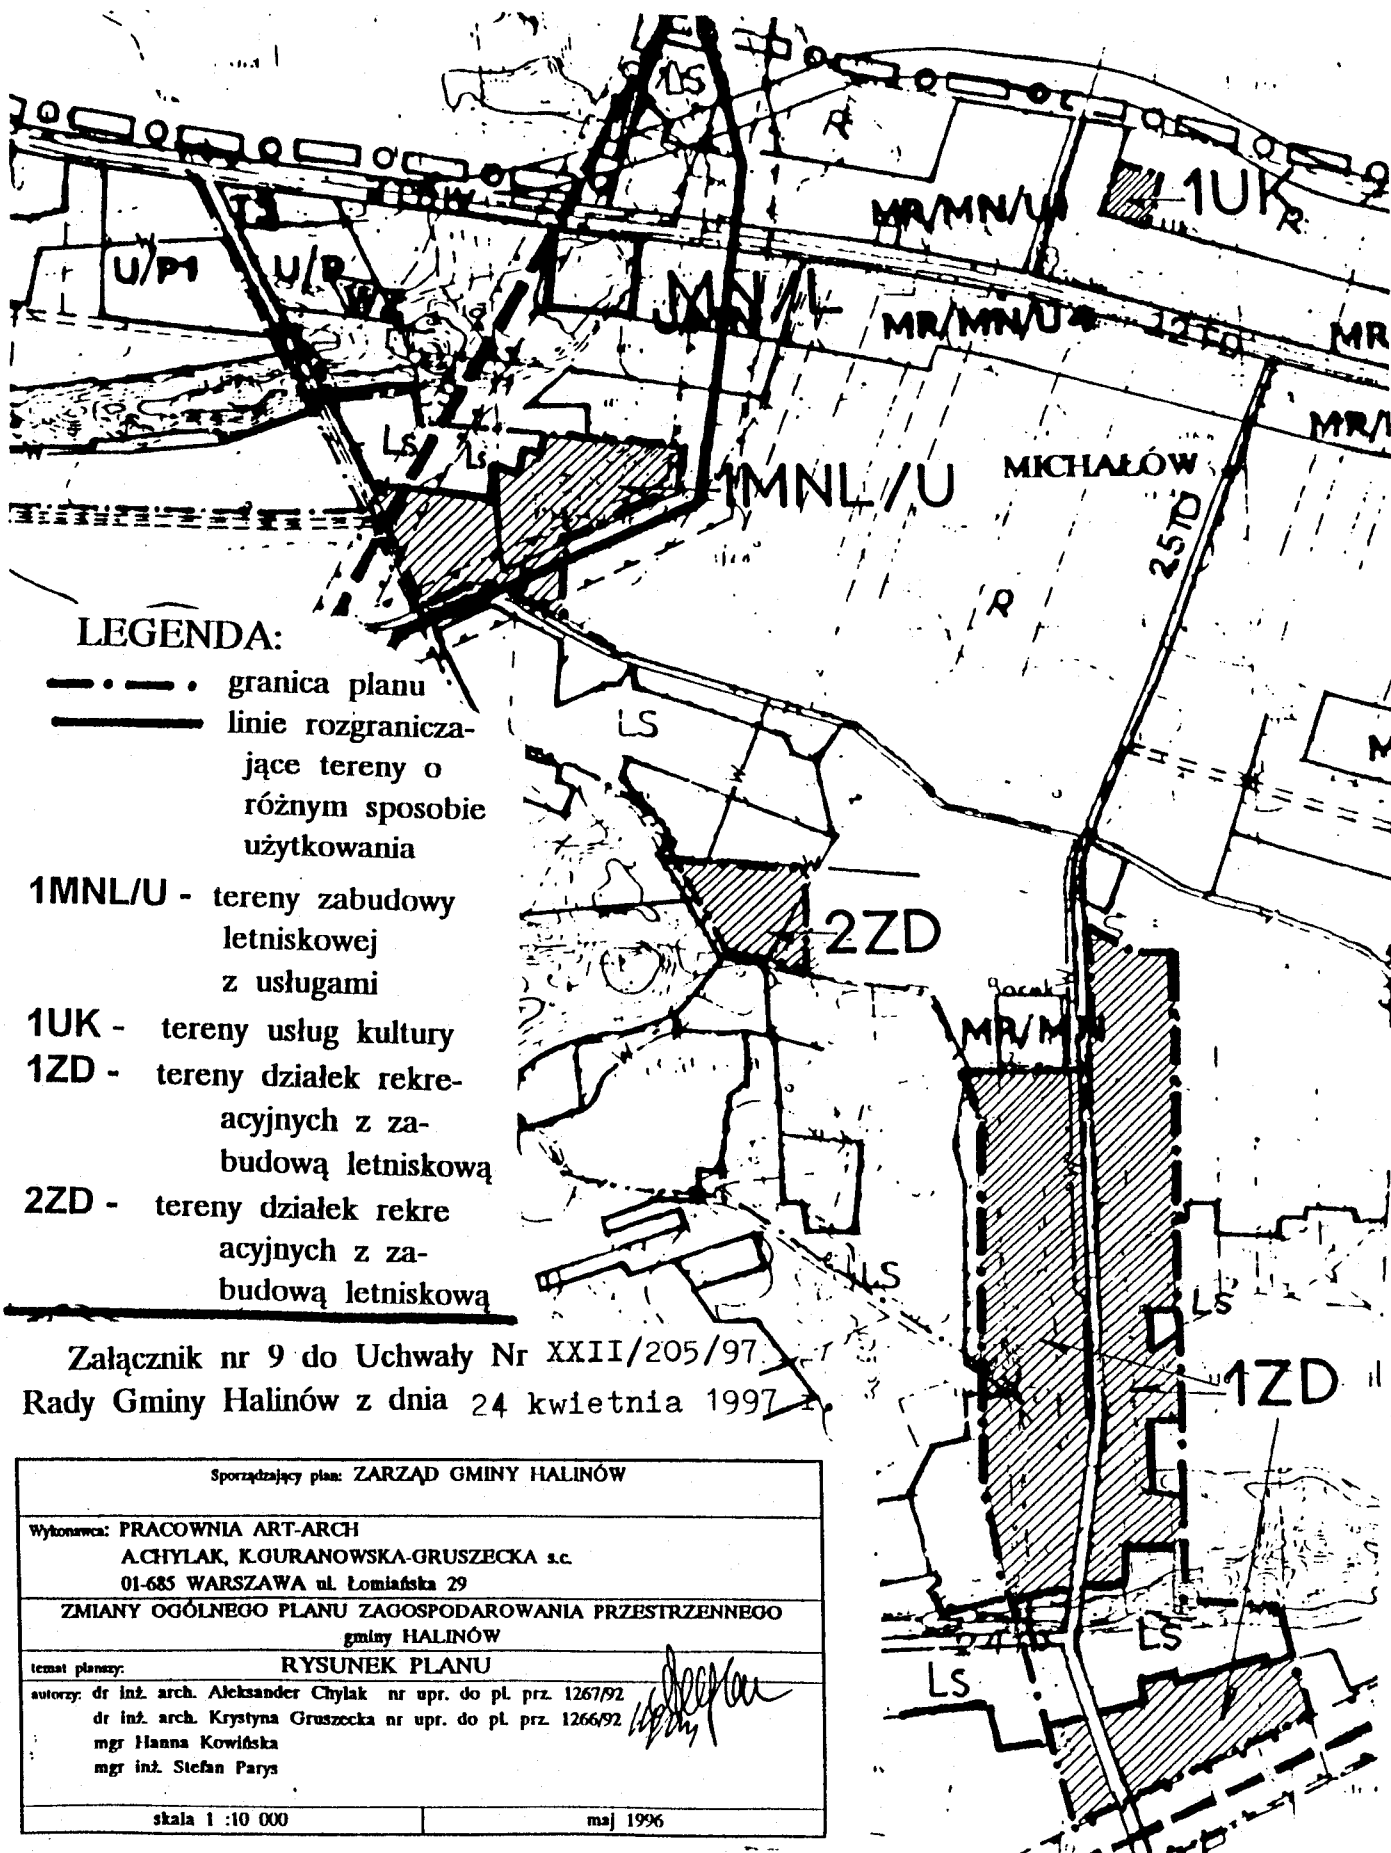 LS
R
1UK
R
MR/MN/U
U/P1
U/P
WZ
MN/L
MR/MN/U
22TD
MR
MR/
LS
Ls
1MNL/U
MICHAŁÓW
25TD
R
LEGENDA:
granica planu
linie rozgranicza-
jące tereny o
różnym sposobie
użytkowania
1MNL/U - tereny zabudowy
letniskowej
z usługami
1UK - tereny usług kultury
1ZD - tereny działek rekre-
acyjnych z za-
budową letniskową
2ZD - tereny działek rekre
acyjnych z za-
budową letniskową
LS
M
2ZD
MR/MN
LS
LS
1ZD
24TD
LS
LS
Załącznik nr 9 do Uchwały Nr XXII/205/97
Rady Gminy Halinów z dnia 24 kwietnia 1997 r.
Sporządzający plan: ZARZĄD GMINY HALINÓW
Wykonawca: PRACOWNIA ART-ARCH
A.CHYLAK, K.GURANOWSKA-GRUSZECKA s.c.
01-685 WARSZAWA ul. Łomiańska 29
ZMIANY OGÓLNEGO PLANU ZAGOSPODAROWANIA PRZESTRZENNEGO
gminy HALINÓW
temat planszy: RYSUNEK PLANU
autorzy: dr inż. arch. Aleksander Chylak nr upr. do pl. prz. 1267/92
dr inż. arch. Krystyna Gruszecka nr upr. do pl. prz. 1266/92
mgr Hanna Kowińska
mgr inż. Stefan Parys
skala 1 :10 000
maj 1996